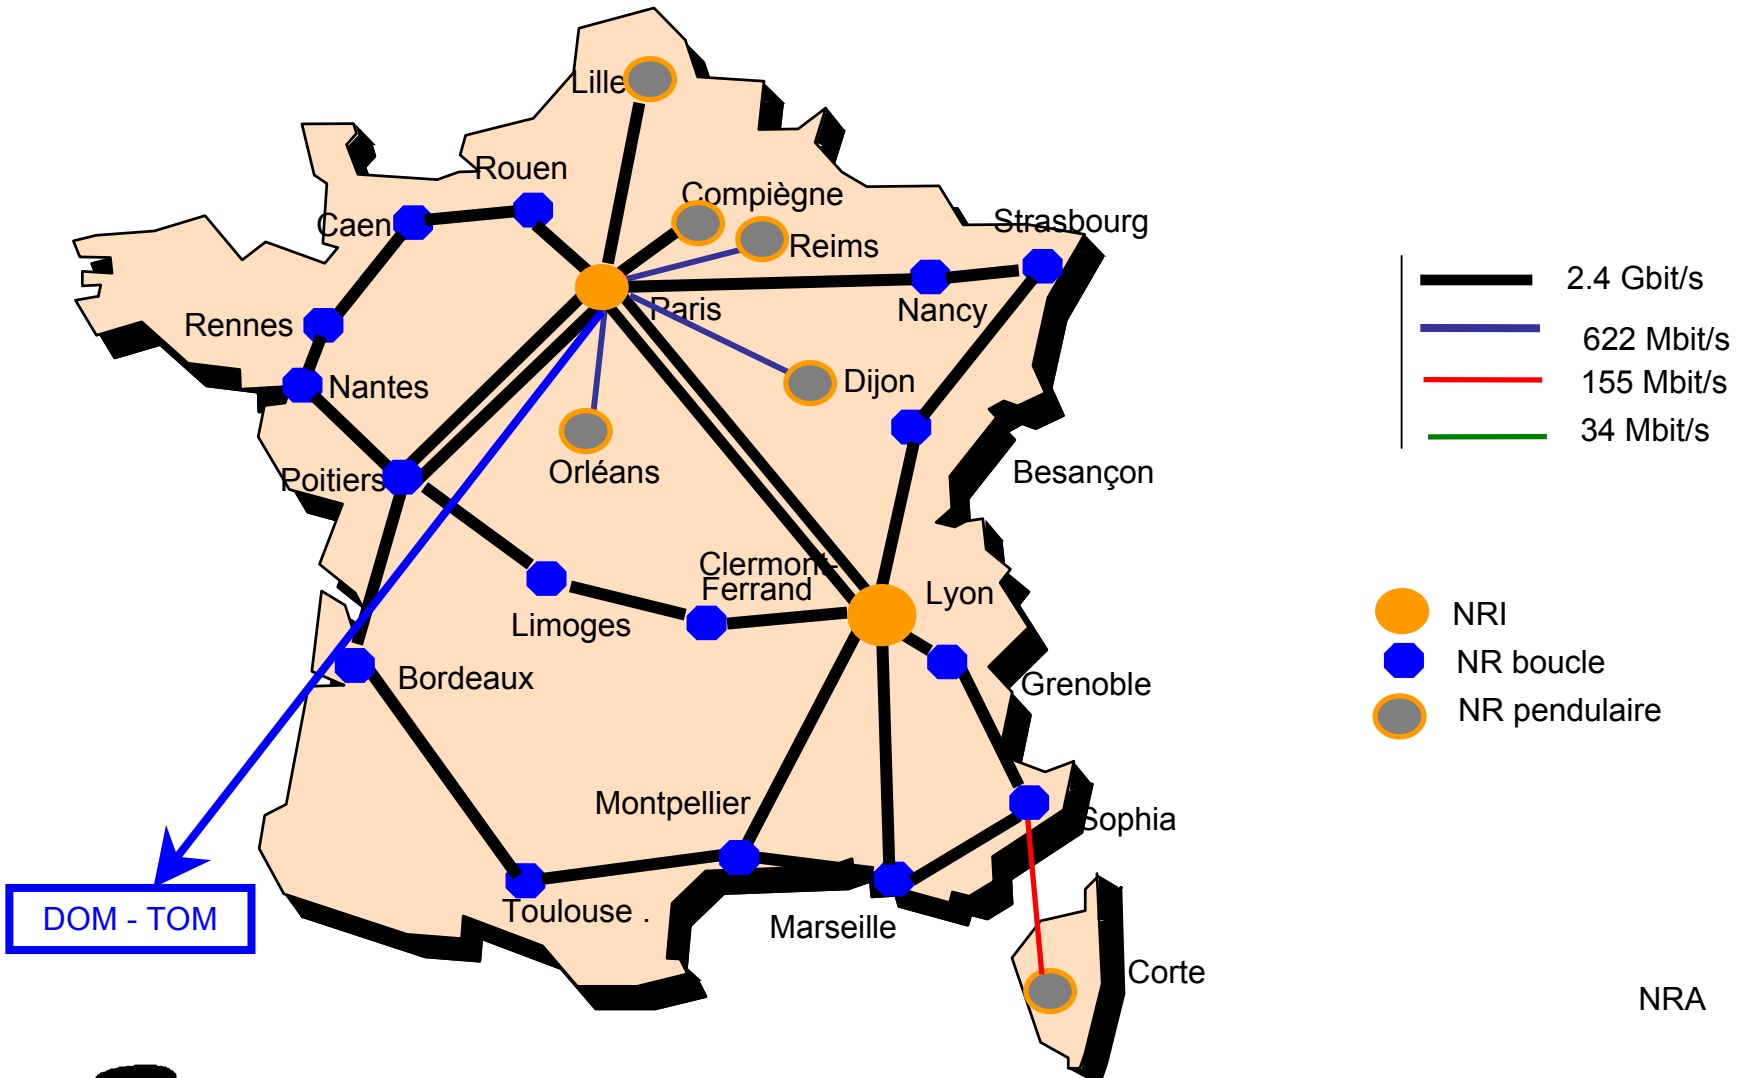 Lille
Rouen
Compiègne
Caen
Strasbourg
Reims
Paris
Nancy
Rennes
Nantes
Dijon
Orléans
Poitiers
Besançon
Clermont-
Ferrand
Lyon
Limoges
Bordeaux
Grenoble
Montpellier
Sophia
Toulouse .
Marseille
Corte
DOM - TOM
2.4 Gbit/s
622 Mbit/s
155 Mbit/s
34 Mbit/s
NRI
NR boucle
NR pendulaire
NRA